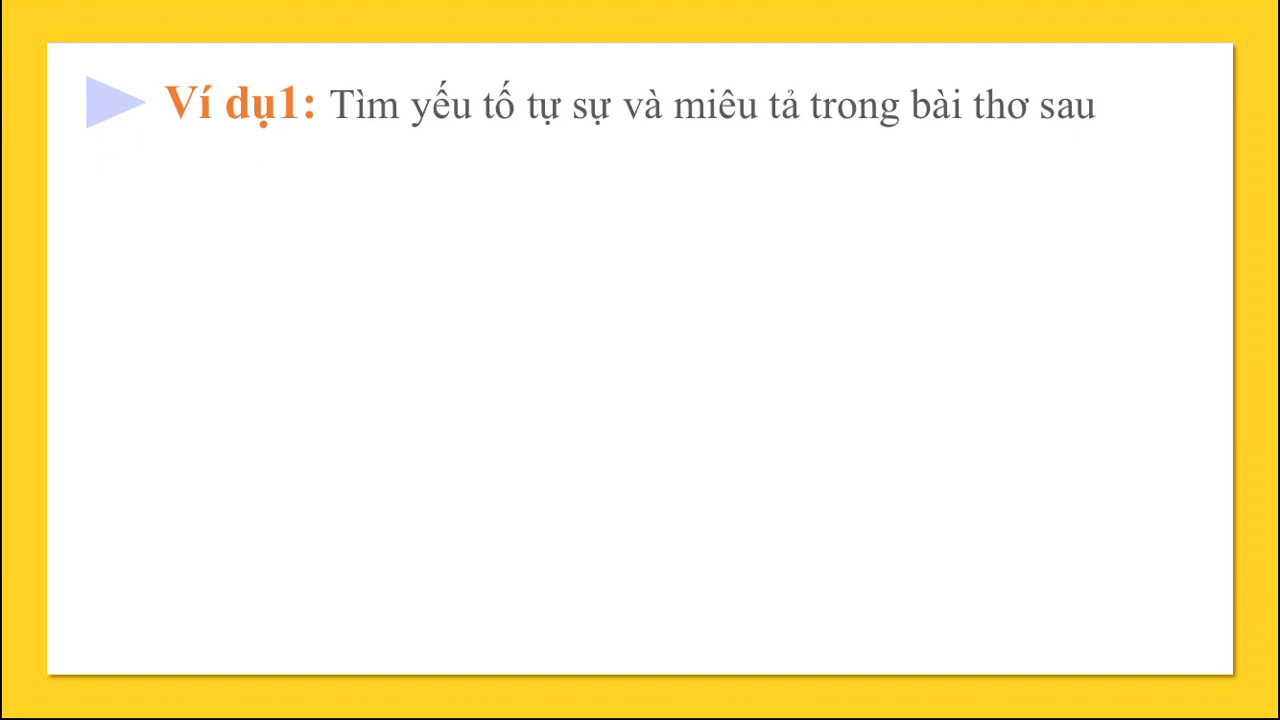 Ví dụ1: Tìm yếu tố tự sự và miêu tả trong bài thơ sau